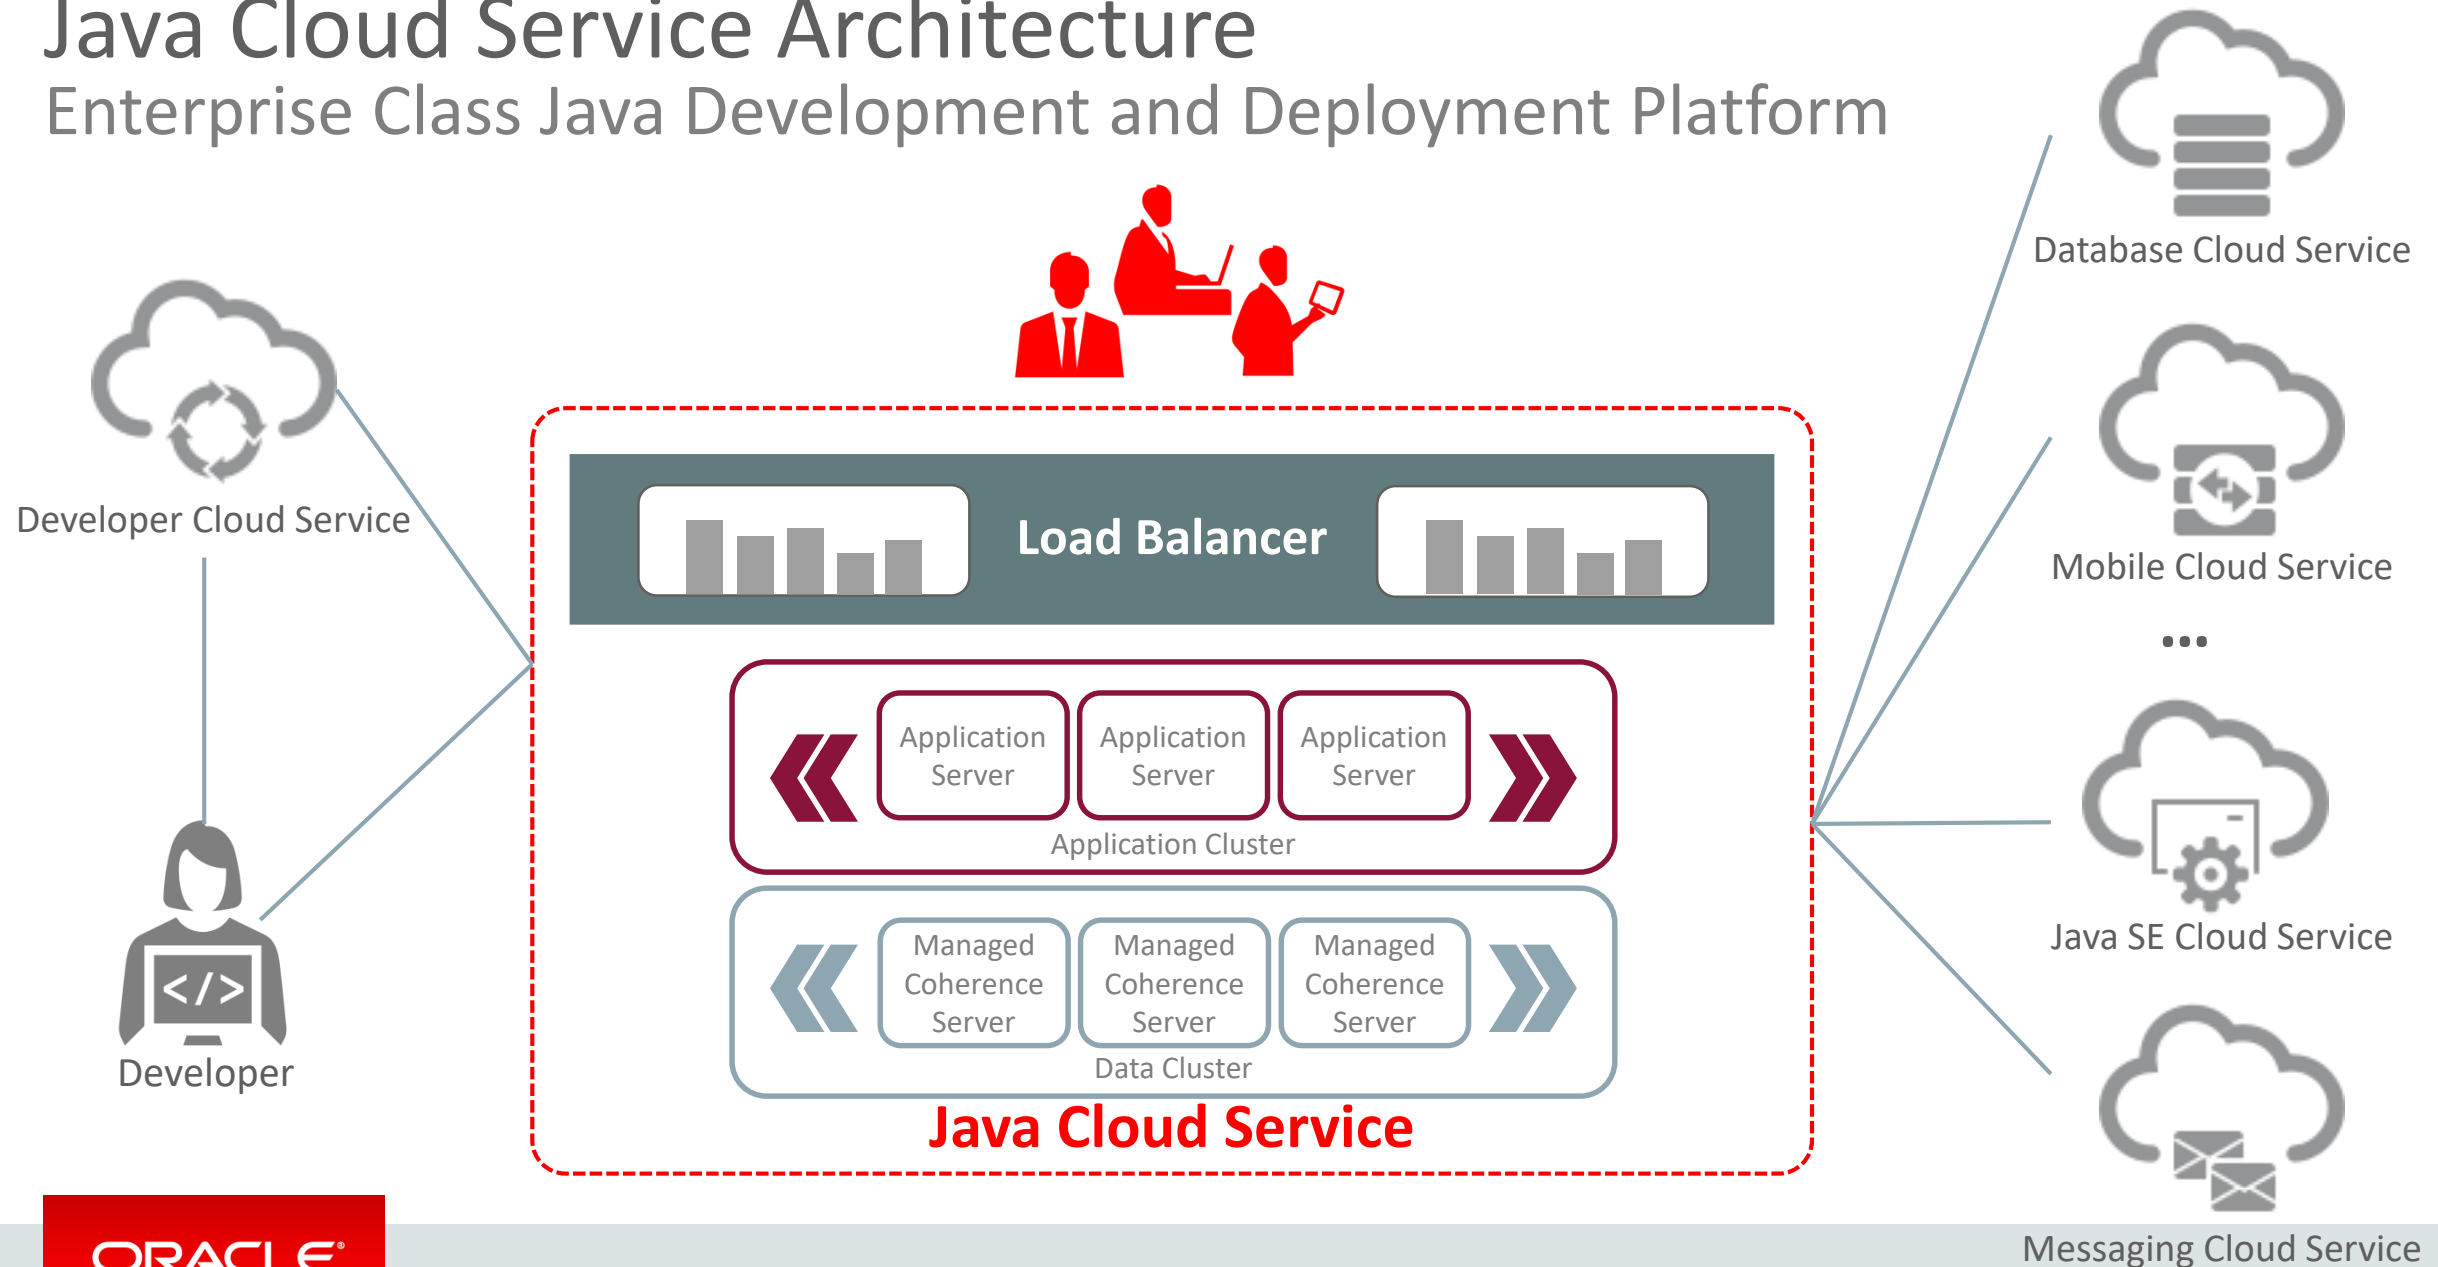 Java Cloud Service Architecture
Enterprise Class Java Development and Deployment Platform
Database Cloud Service
Developer Cloud Service
Load Balancer
Mobile Cloud Service
...
Application
Server
Application
Server
Application
Server
Application Cluster
Java SE Cloud Service
Managed
Coherence
Server
Managed
Coherence
Server
Managed
Coherence
Server
Data Cluster
</>
Developer
Java Cloud Service
ORACLE®
Messaging Cloud Service